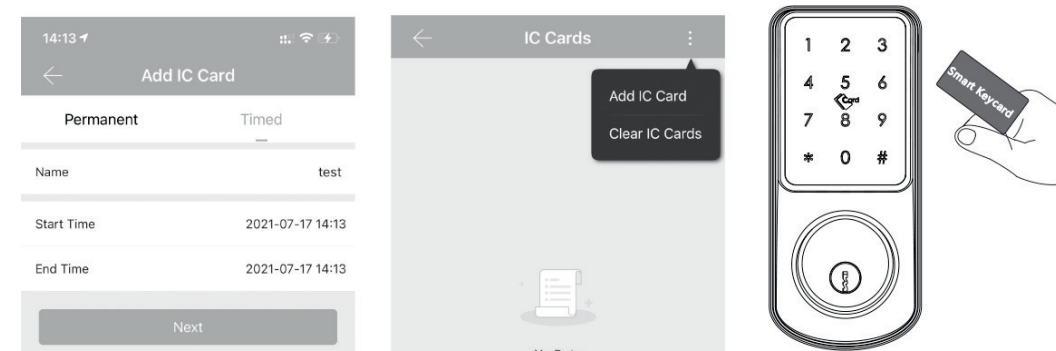 14:13
Add IC Card
Permanent Timed
Name test
Start Time 2021-07-17 14:13
End Time 2021-07-17 14:13
Next
IC Cards
Add IC Card
Clear IC Cards
1 2 3
4 5 6
Card
7 8 9
* 0 #
Smart Keycard